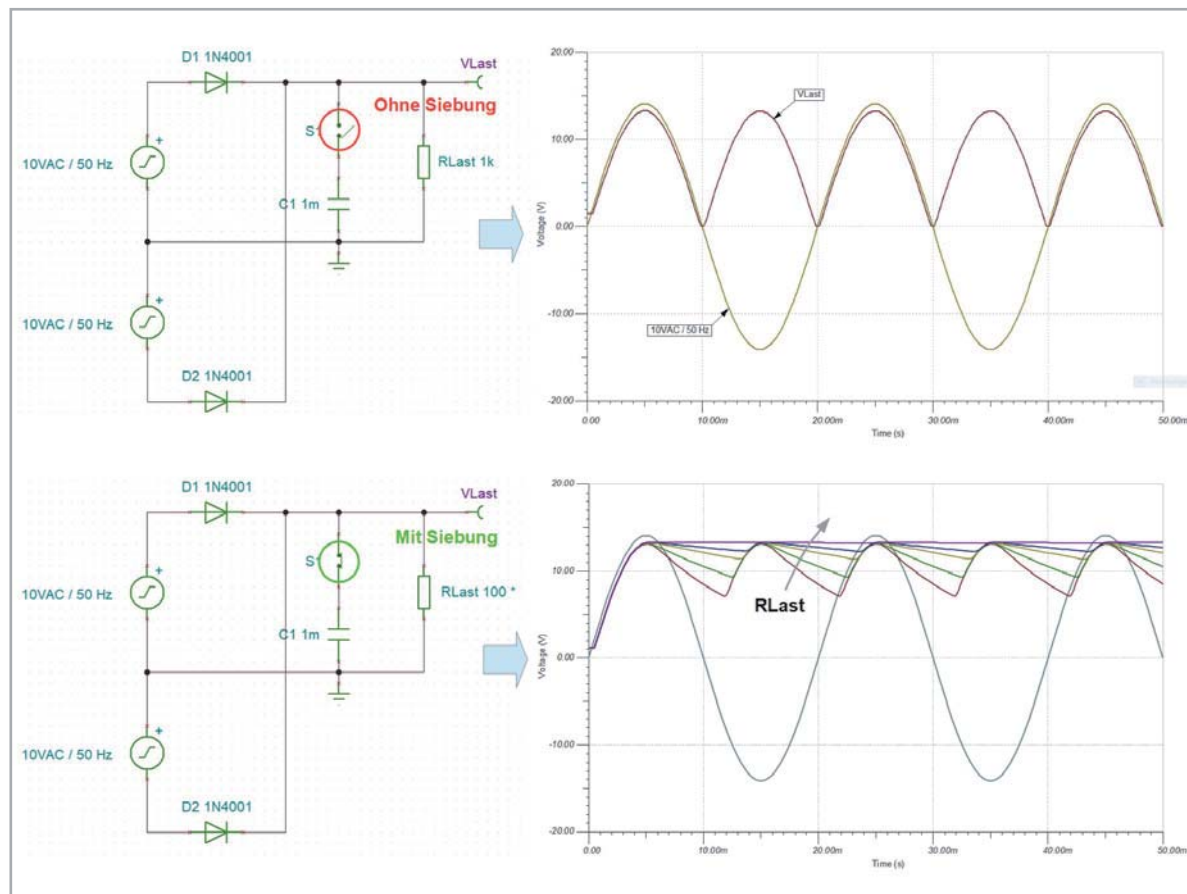 D1 1N4001
VLast
Ohne Siebung
S1
10VAC / 50 Hz
RLast 1k
C1 1m
10VAC / 50 Hz
D2 1N4001
20.00
10.00
0.00
-10.00
-20.00
Voltage (V)
VLast
10VAC / 50 Hz
0.00 10.00m 20.00m 30.00m 40.00m 50.00m
Time (s)
D1 1N4001
VLast
Mit Siebung
S1
10VAC / 50 Hz
RLast 100 *
C1 1m
10VAC / 50 Hz
D2 1N4001
20.00
10.00
0.00
-10.00
-20.00
Voltage (V)
RLast
0.00 10.00m 20.00m 30.00m 40.00m 50.00m
Time (s)